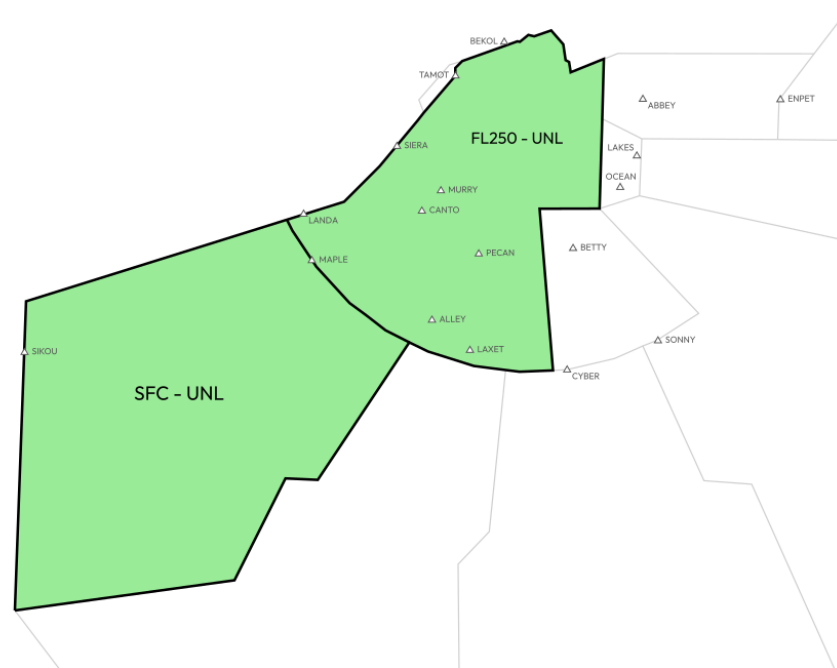 BEKOL
TAMOT
ABBEY
ENPET
FL250 - UNL
SIERA
LAKES
OCEAN
MURRY
CANTO
LANDA
BETTY
PECAN
MAPLE
ALLEY
SONNY
LAXET
SIKOU
CYBER
SFC - UNL